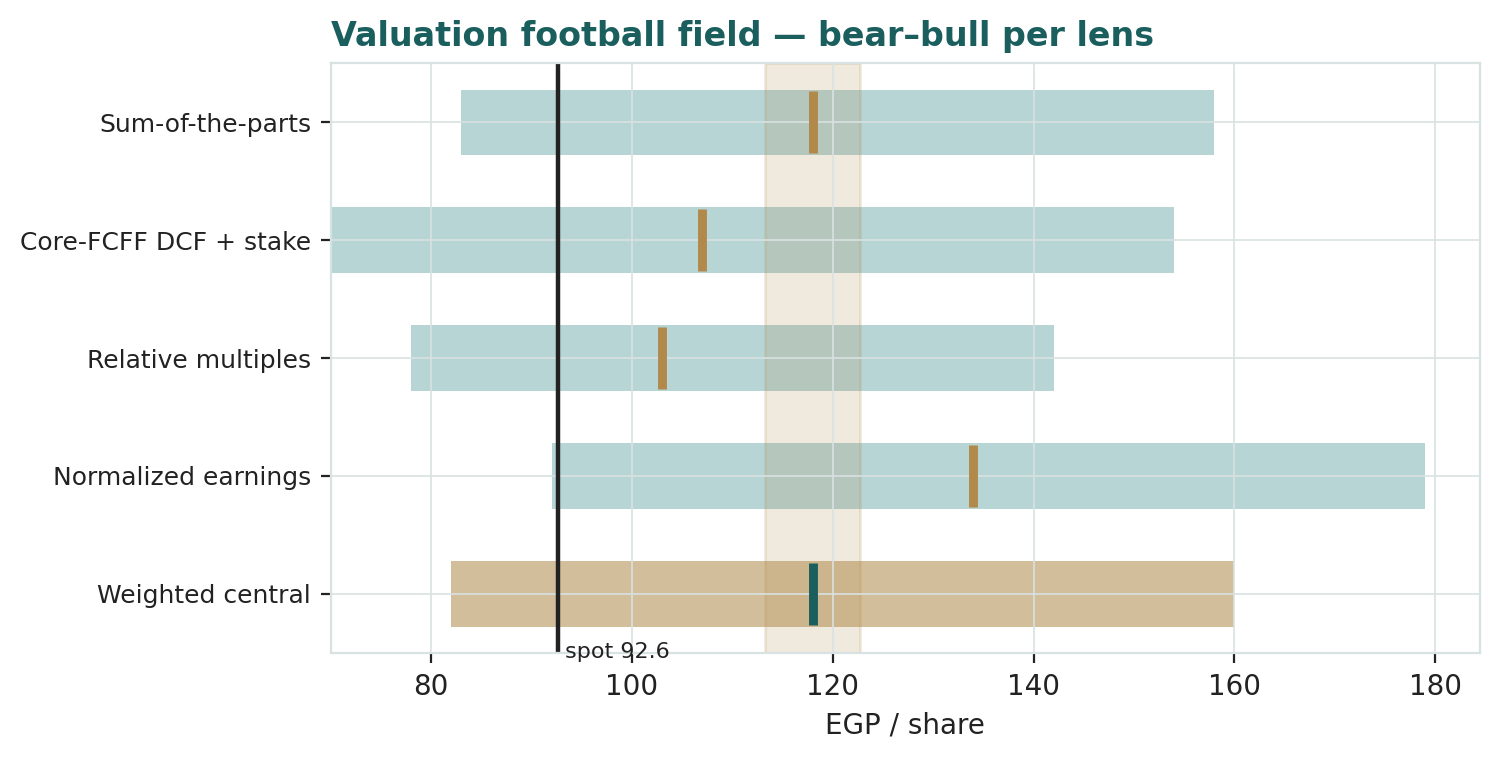 Valuation football field — bear–bull per lens
Sum-of-the-parts
Core-FCFF DCF + stake
Relative multiples
Normalized earnings
Weighted central
spot 92.6
80 100 120 140 160 180
EGP / share